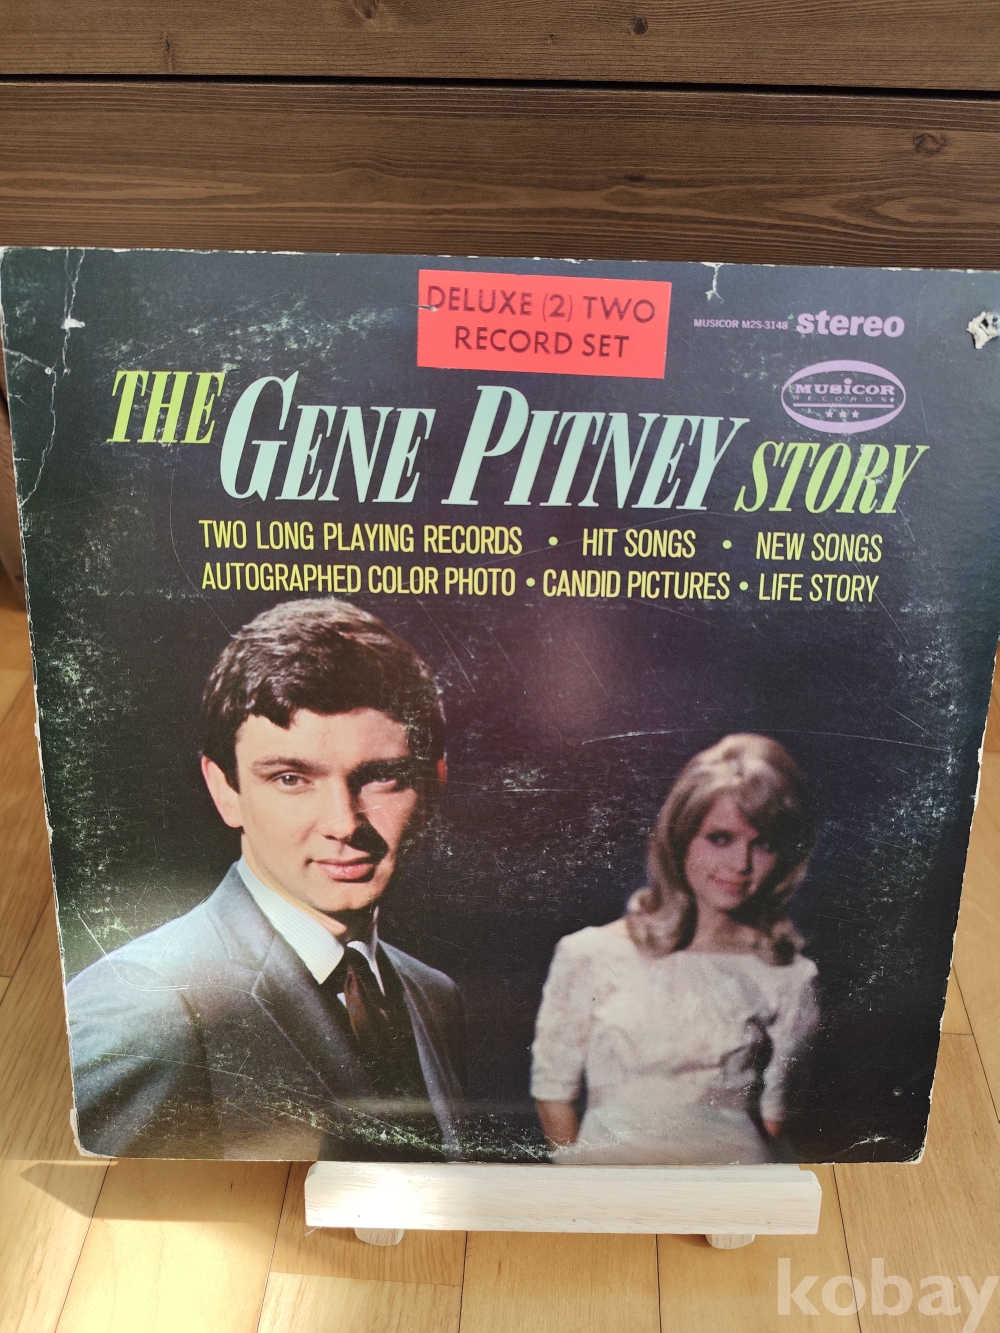 DELUXE (2) TWO
RECORD SET
MUSICOR M2S-3148 stereo
MUSICOR
RECORDS
THE GENE PITNEY STORY
TWO LONG PLAYING RECORDS • HIT SONGS • NEW SONGS
AUTOGRAPHED COLOR PHOTO • CANDID PICTURES • LIFE STORY
kobay